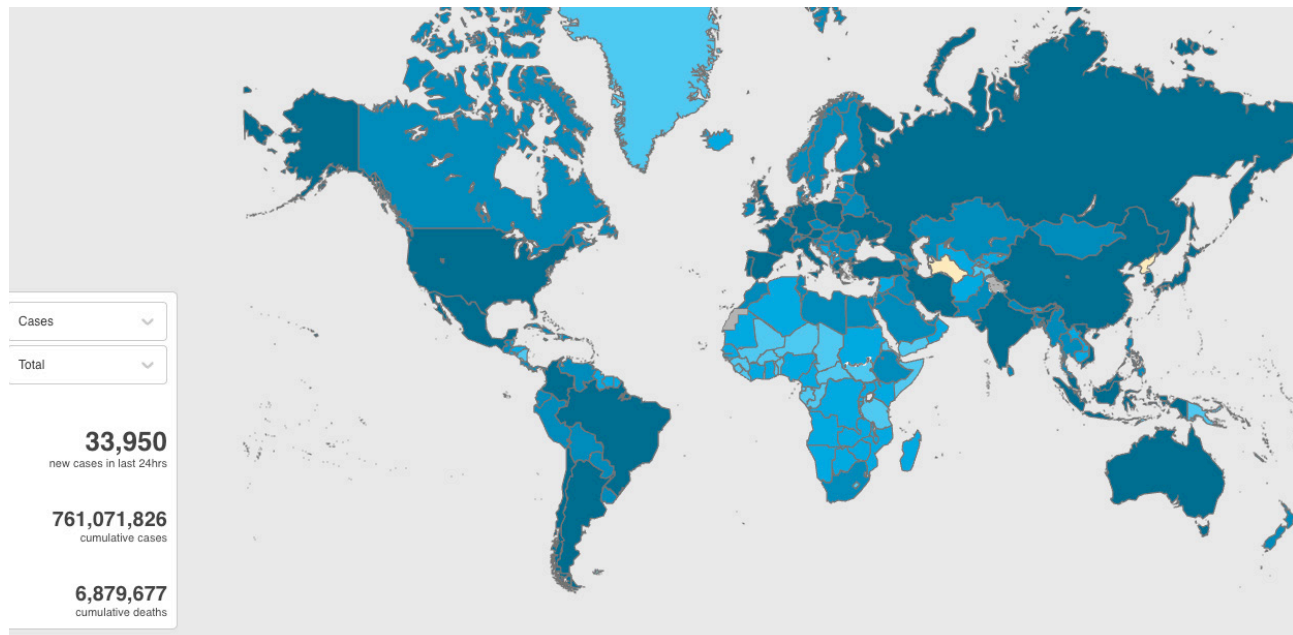 Cases
Total
33,950
new cases in last 24hrs
761,071,826
cumulative cases
6,879,677
cumulative deaths